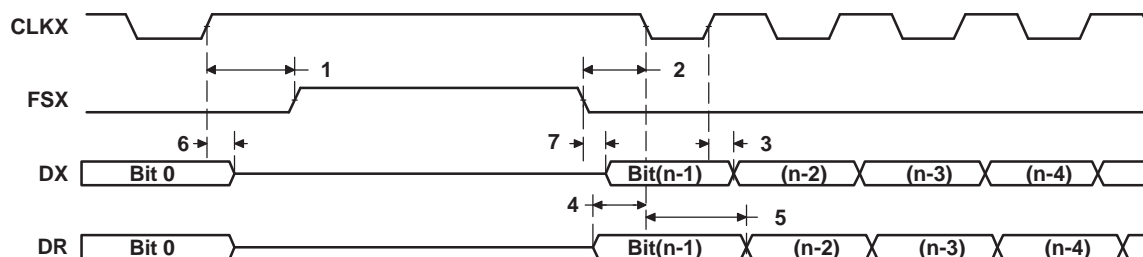 CLKX
1
2
FSX
6
7
3
DX
Bit 0
Bit(n-1)
(n-2)
(n-3)
(n-4)
4
5
DR
Bit 0
Bit(n-1)
(n-2)
(n-3)
(n-4)